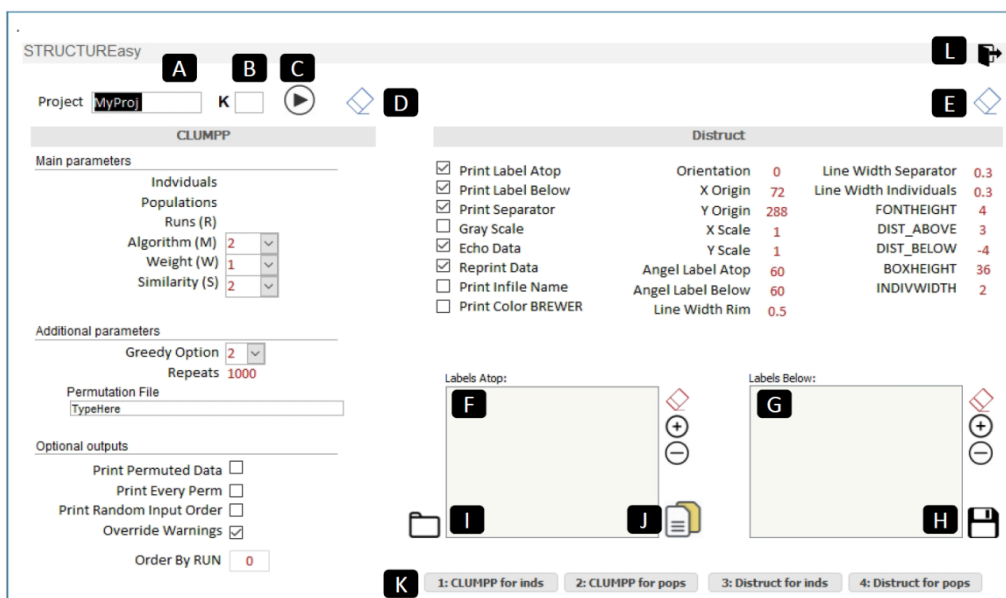 .
STRUCTUREasy
L
A B C
Project MyProj K
D
E
CLUMPP
Main parameters
Indviduals
Populations
Runs (R)
Algorithm (M) 2
Weight (W) 1
Similarity (S) 2
Additional parameters
Greedy Option 2
Repeats 1000
Permutation File
TypeHere
Optional outputs
Print Permuted Data
Print Every Perm
Print Random Input Order
Override Warnings
Order By RUN 0
Distruct
Print Label Atop
Print Label Below
Print Separator
Gray Scale
Echo Data
Reprint Data
Print Infile Name
Print Color BREWER
Orientation 0
X Origin 72
Y Origin 288
X Scale 1
Y Scale 1
Angel Label Atop 60
Angel Label Below 60
Line Width Rim 0.5
Line Width Separator 0.3
Line Width Individuals 0.3
FONTHEIGHT 4
DIST_ABOVE 3
DIST_BELOW -4
BOXHEIGHT 36
INDIVWIDTH 2
Labels Atop:
F
I
J
Labels Below:
G
H
K
1: CLUMPP for inds
2: CLUMPP for pops
3: Distruct for inds
4: Distruct for pops